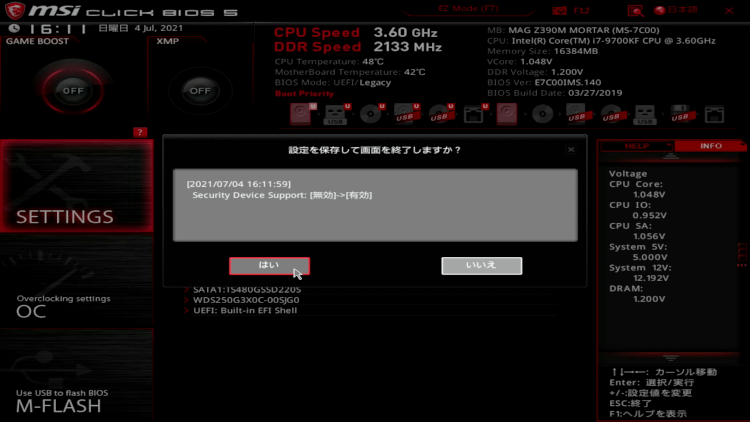 msi CLICK BIOS 5
EZ Mode (F7)
F12
日本語
16:11
日曜日 4 Jul, 2021
GAME BOOST
XMP
OFF
OFF
CPU Speed 3.60 GHz
DDR Speed 2133 MHz
CPU Temperature: 48°C
MotherBoard Temperature: 42°C
BIOS Mode: UEFI/Legacy
Boot Priority
MB: MAG Z390M MORTAR (MS-7C00)
CPU: Intel(R) Core(TM) i7-9700KF CPU @ 3.60GHz
Memory Size: 16384MB
VCore: 1.048V
DDR Voltage: 1.200V
BIOS Ver: E7C00IMS.140
BIOS Build Date: 03/27/2019
U U U U
USB USB USB USB USB USB
?
設定を保存して画面を終了しますか？
[2021/07/04 16:11:59]
Security Device Support: [無効]->[有効]
はい
いいえ
SETTINGS
Overclocking settings
OC
Use USB to flash BIOS
M-FLASH
> SATA1:TS480GSSD220S
> WDS250G3X0C-00SJG0
> UEFI: Built-in EFI Shell
HELP
INFO
Voltage
CPU Core:
1.048V
CPU IO:
0.952V
CPU SA:
1.056V
System 5V:
5.000V
System 12V:
12.192V
DRAM:
1.200V
↑↓→←: カーソル移動
Enter: 選択/実行
+/-:設定値を変更
ESC:終了
F1:ヘルプを表示